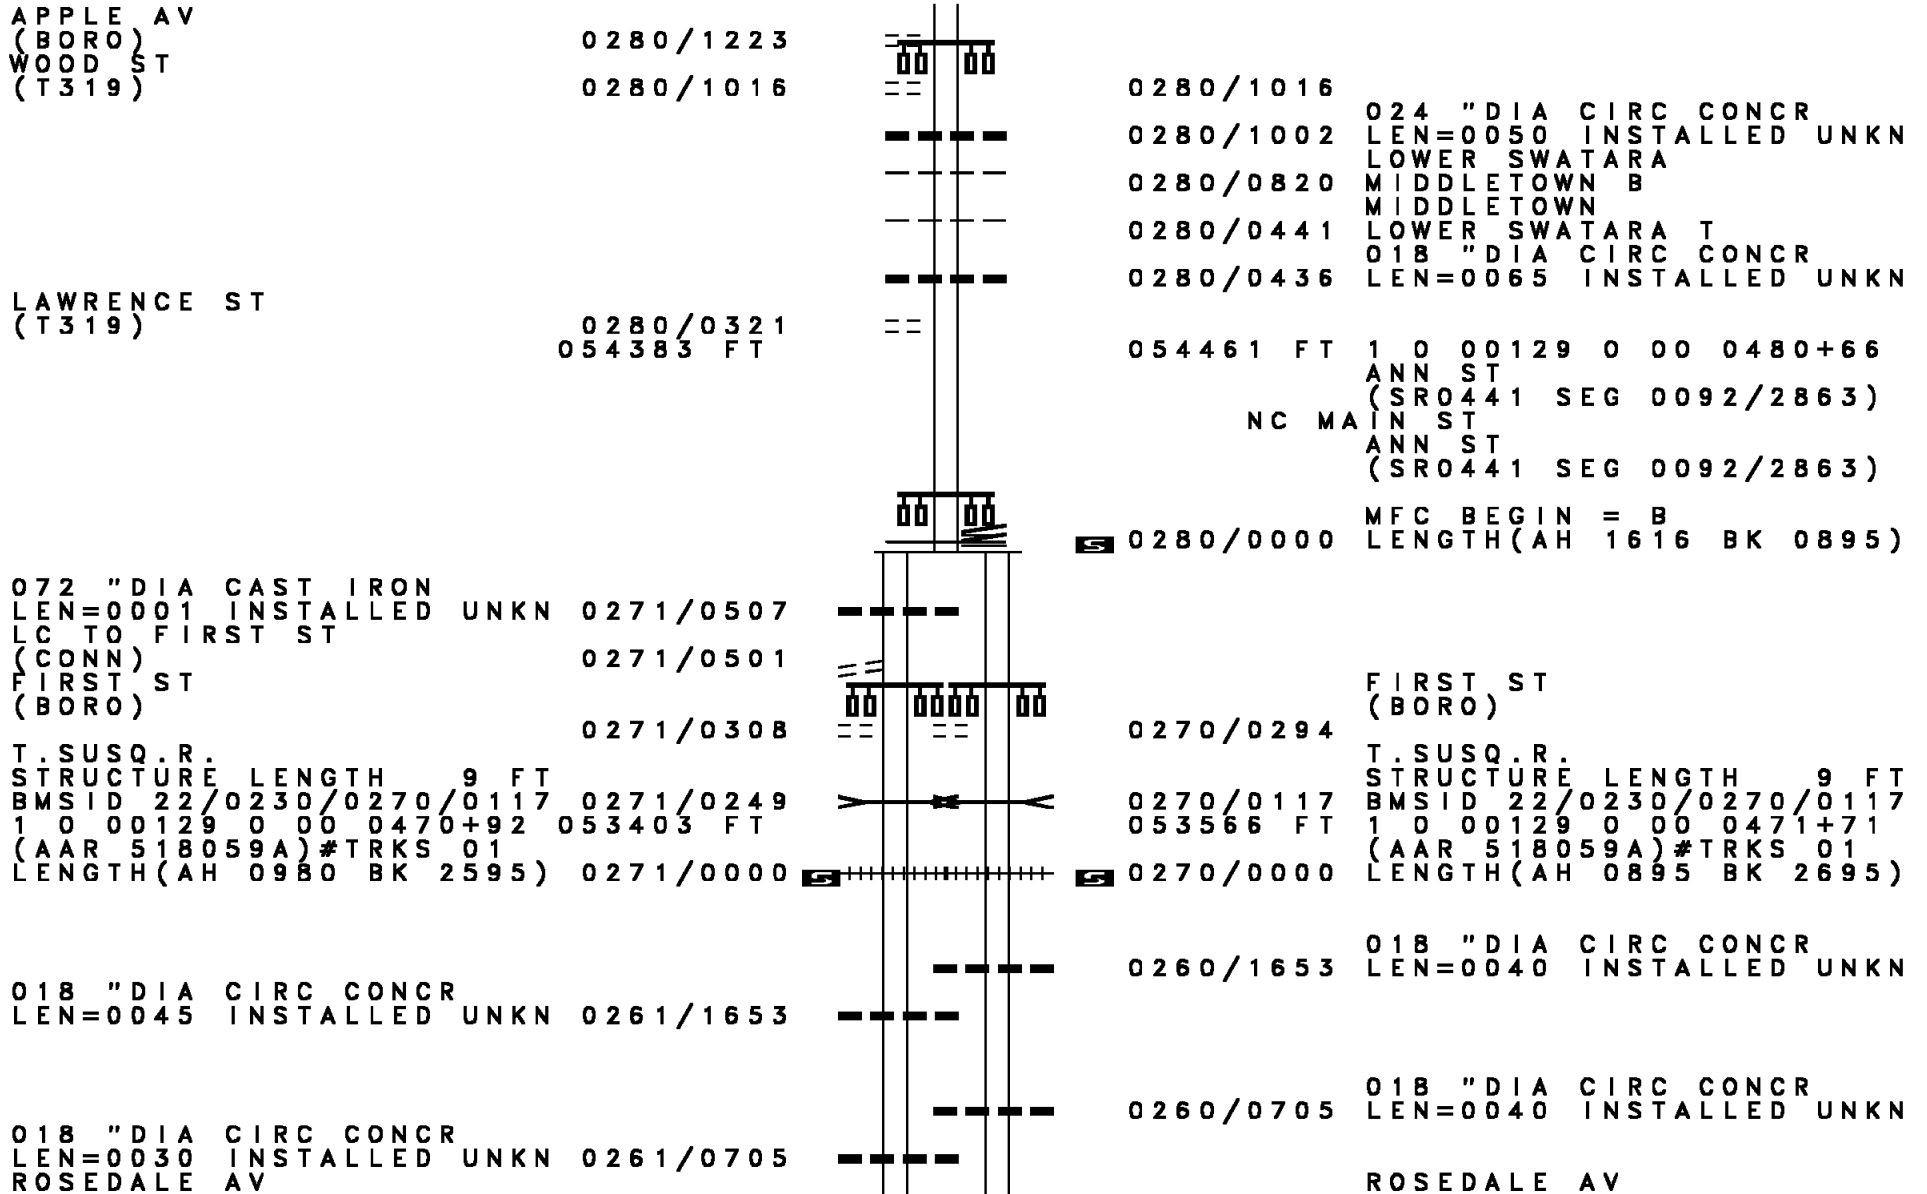 APPLE AV
(BORO) 0280/1223
WOOD ST
(T319) 0280/1016 0280/1016
024 "DIA CIRC CONCR
0280/1002 LEN=0050 INSTALLED UNKN
LOWER SWATARA
0280/0820 MIDDLETOWN B
MIDDLETOWN
0280/0441 LOWER SWATARA T
018 "DIA CIRC CONCR
0280/0436 LEN=0065 INSTALLED UNKN
LAWRENCE ST
(T319) 0280/0321
054383 FT 054461 FT 1 0 00129 0 00 0480+66
ANN ST
(SR0441 SEG 0092/2863)
NC MAIN ST
ANN ST
(SR0441 SEG 0092/2863)
MFC BEGIN = B
S 0280/0000 LENGTH(AH 1616 BK 0895)
072 "DIA CAST IRON
LEN=0001 INSTALLED UNKN 0271/0507
LC TO FIRST ST
(CONN) 0271/0501
FIRST ST FIRST ST
(BORO) (BORO)
0271/0308 0270/0294
T.SUSQ.R. T.SUSQ.R.
STRUCTURE LENGTH 9 FT STRUCTURE LENGTH 9 FT
BMSID 22/0230/0270/0117 0271/0249 0270/0117 BMSID 22/0230/0270/0117
1 0 00129 0 00 0470+92 053403 FT 053566 FT 1 0 00129 0 00 0471+71
(AAR 518059A)#TRKS 01 (AAR 518059A)#TRKS 01
LENGTH(AH 0980 BK 2595) 0271/0000 S S 0270/0000 LENGTH(AH 0895 BK 2695)
018 "DIA CIRC CONCR
0260/1653 LEN=0040 INSTALLED UNKN
018 "DIA CIRC CONCR
LEN=0045 INSTALLED UNKN 0261/1653
018 "DIA CIRC CONCR
0260/0705 LEN=0040 INSTALLED UNKN
018 "DIA CIRC CONCR
LEN=0030 INSTALLED UNKN 0261/0705
ROSEDALE AV ROSEDALE AV